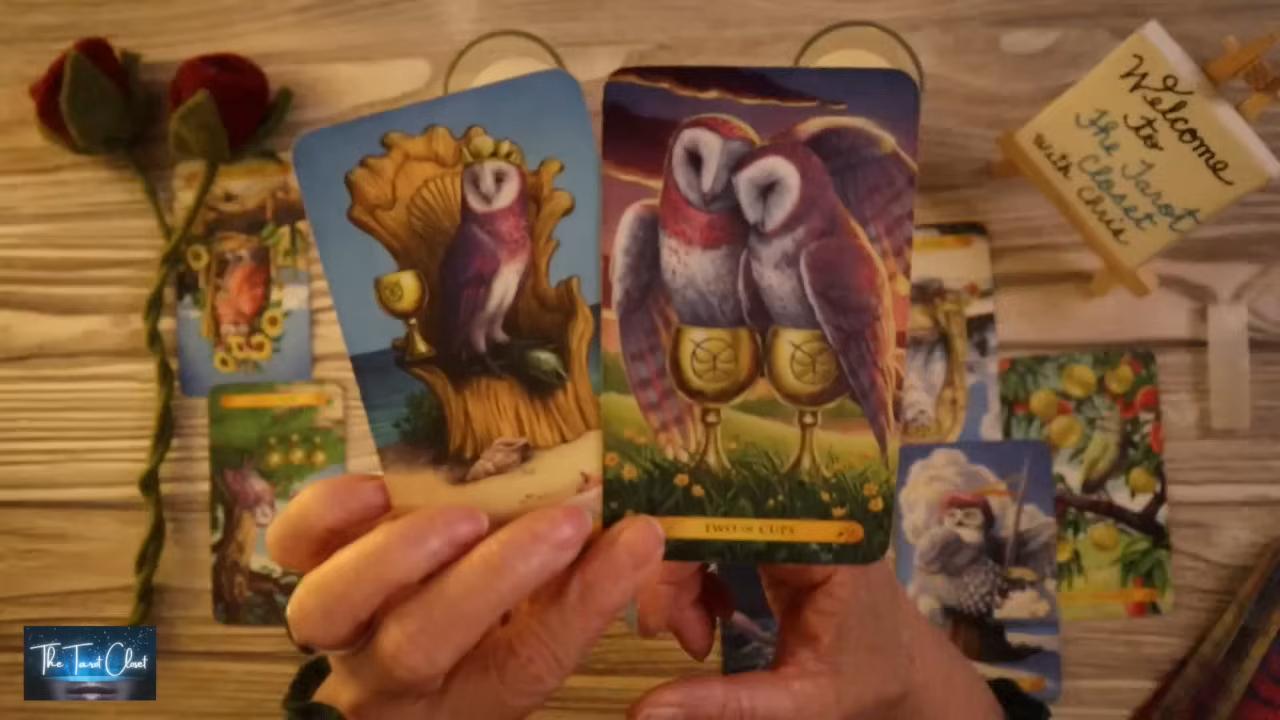 Welcome
to
The Tarot
Closet
With Chris
TWO OF CUPS
The Tarot Closet